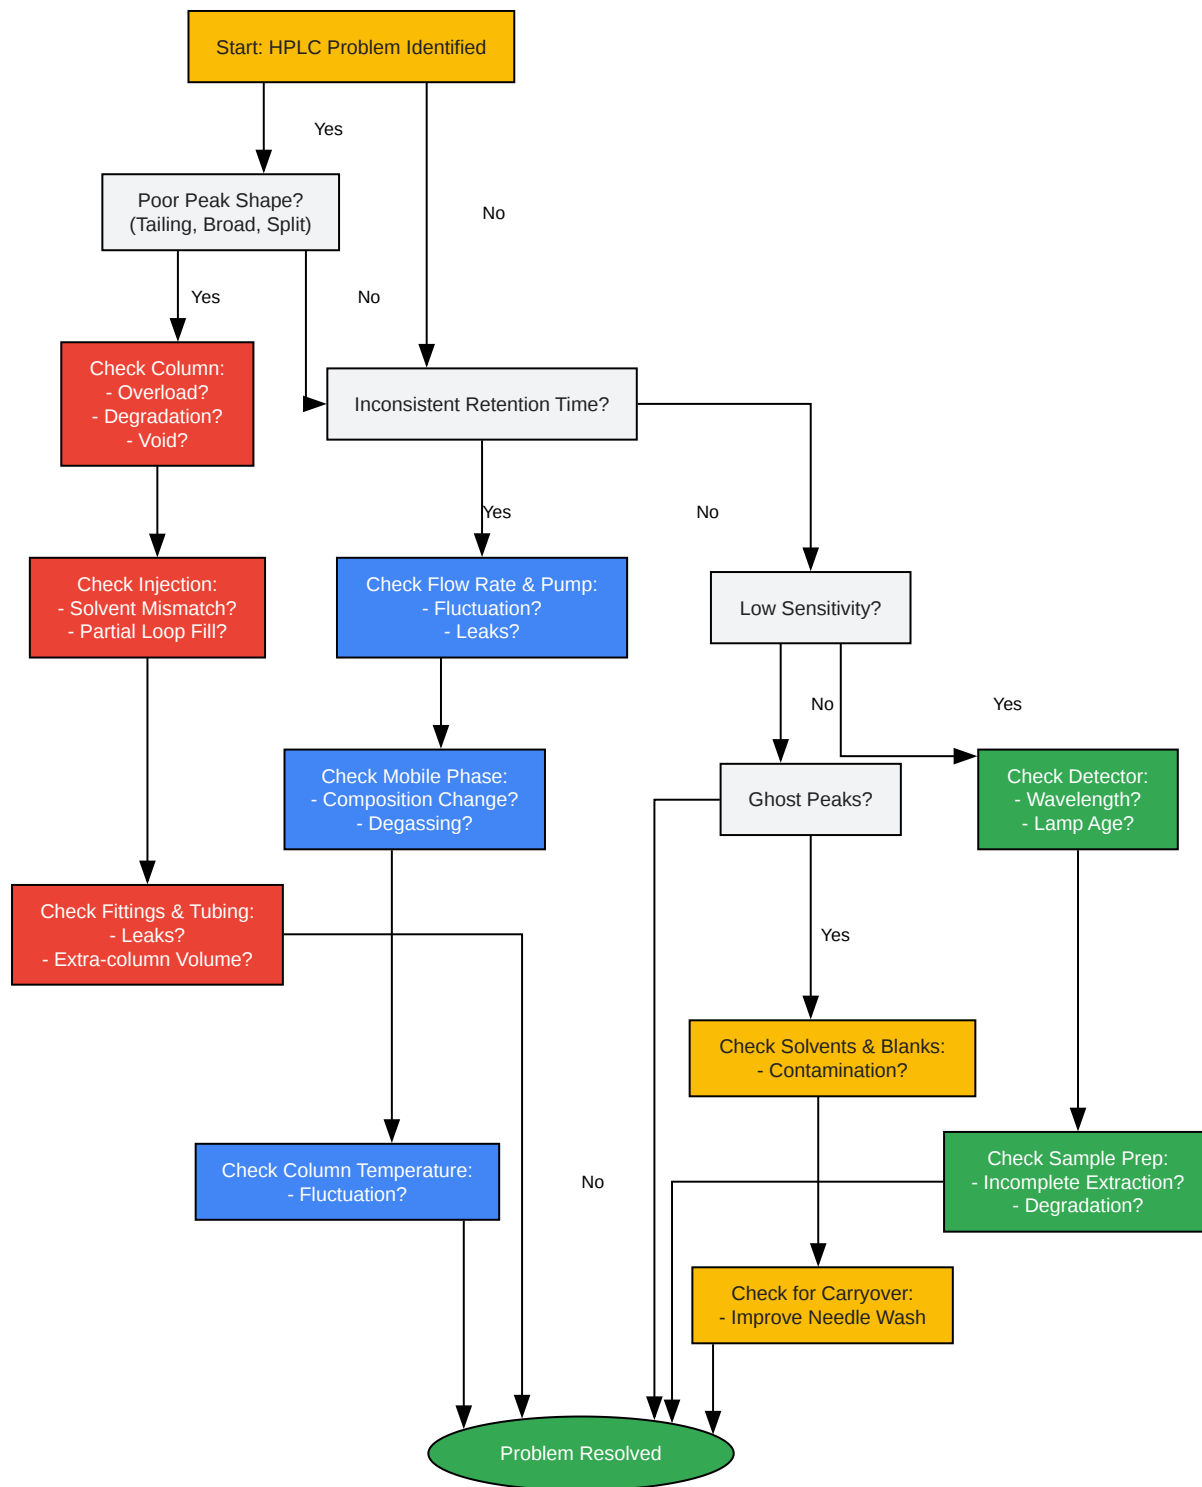 Start: HPLC Problem Identified
Yes
No
Poor Peak Shape?
(Tailing, Broad, Split)
Yes
No
Check Column:
- Overload?
- Degradation?
- Void?
Inconsistent Retention Time?
Yes
No
Check Injection:
- Solvent Mismatch?
- Partial Loop Fill?
Check Flow Rate & Pump:
- Fluctuation?
- Leaks?
Low Sensitivity?
No
Yes
Check Mobile Phase:
- Composition Change?
- Degassing?
Ghost Peaks?
Check Detector:
- Wavelength?
- Lamp Age?
Check Fittings & Tubing:
- Leaks?
- Extra-column Volume?
Yes
Check Solvents & Blanks:
- Contamination?
Check Column Temperature:
- Fluctuation?
No
Check Sample Prep:
- Incomplete Extraction?
- Degradation?
Check for Carryover:
- Improve Needle Wash
Problem Resolved